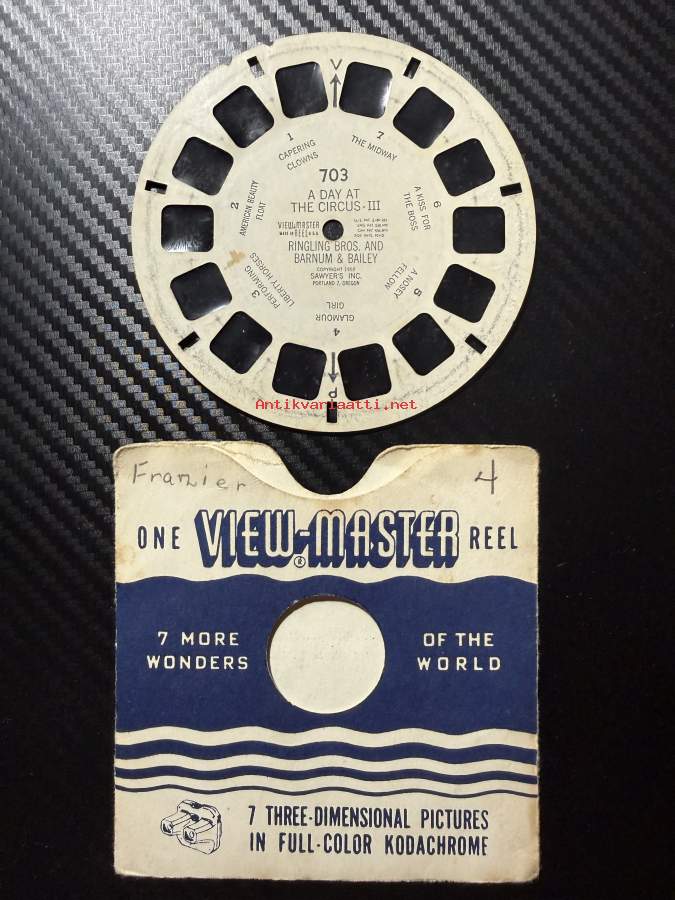 V
1
CAPERING
CLOWNS
7
THE MIDWAY
2
AMERICAN BEAUTY
FLOAT
6
A KISS FOR
THE BOSS
3
PERFORMING
LIBERTY HORSES
5
A NOSEY
FELLOW
4
GLAMOUR
GIRL
703
A DAY AT
THE CIRCUS - III
VIEW-MASTER
REEL
RINGLING BROS. AND
BARNUM & BAILEY
SAWYER'S INC.
PORTLAND 7, OREGON
P
Antikvariaatti.net
Frazier 4
ONE VIEW-MASTER REEL
®
7 MORE OF THE
WONDERS WORLD
7 THREE-DIMENSIONAL PICTURES
IN FULL-COLOR KODACHROME